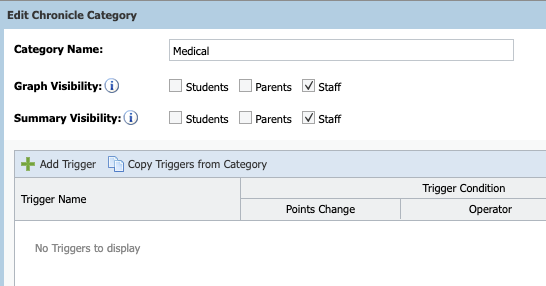 Edit Chronicle Category
Category Name: Medical
Graph Visibility: Students Parents Staff
Summary Visibility: Students Parents Staff
Add Trigger Copy Triggers from Category
Trigger Name Trigger Condition
Points Change Operator
No Triggers to display